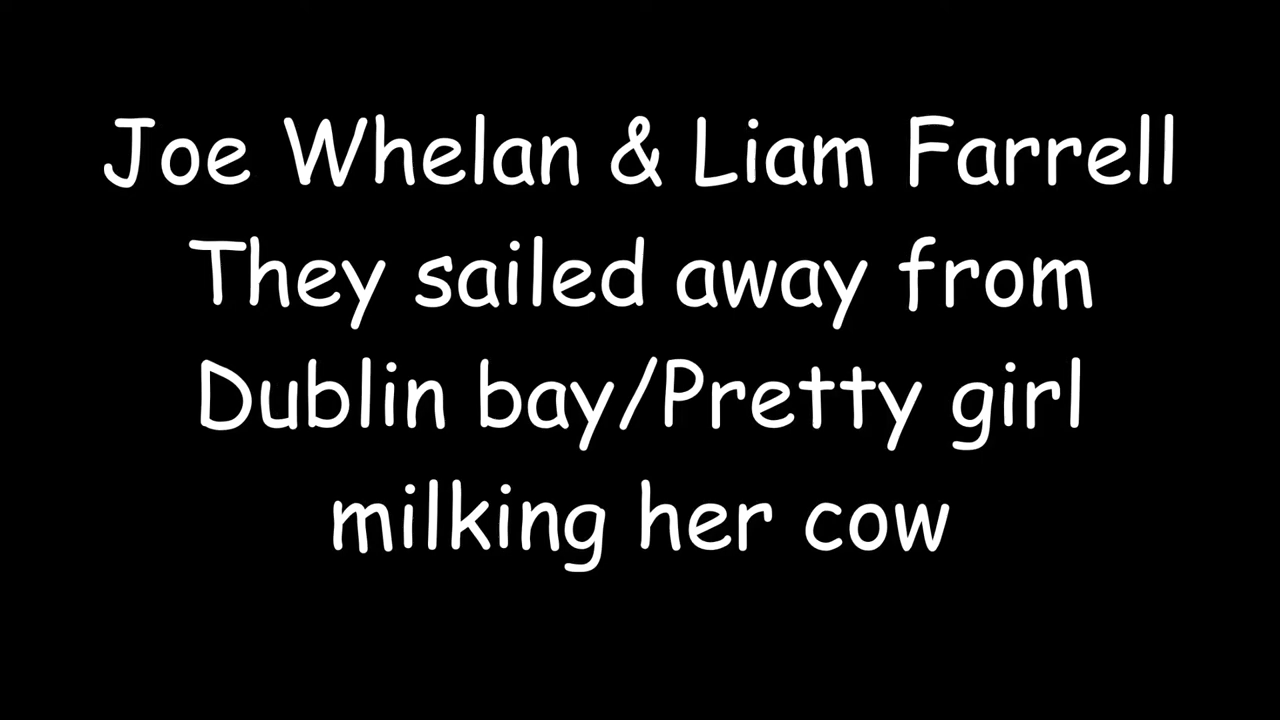 Joe Whelan & Liam Farrell
They sailed away from
Dublin bay/Pretty girl
milking her cow